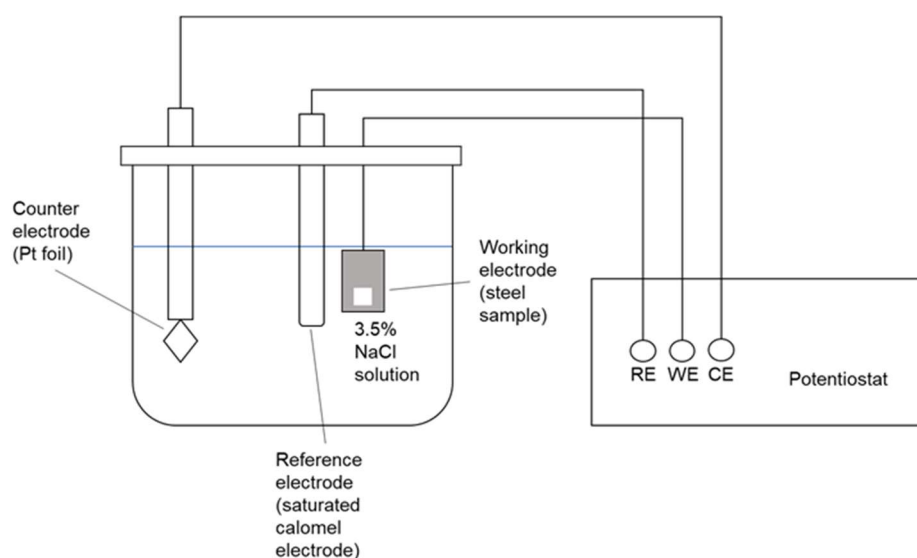 Counter
electrode
(Pt foil)
Working
electrode
(steel
sample)
3.5%
NaCl
solution
RE WE CE
Potentiostat
Reference
electrode
(saturated
calomel
electrode)